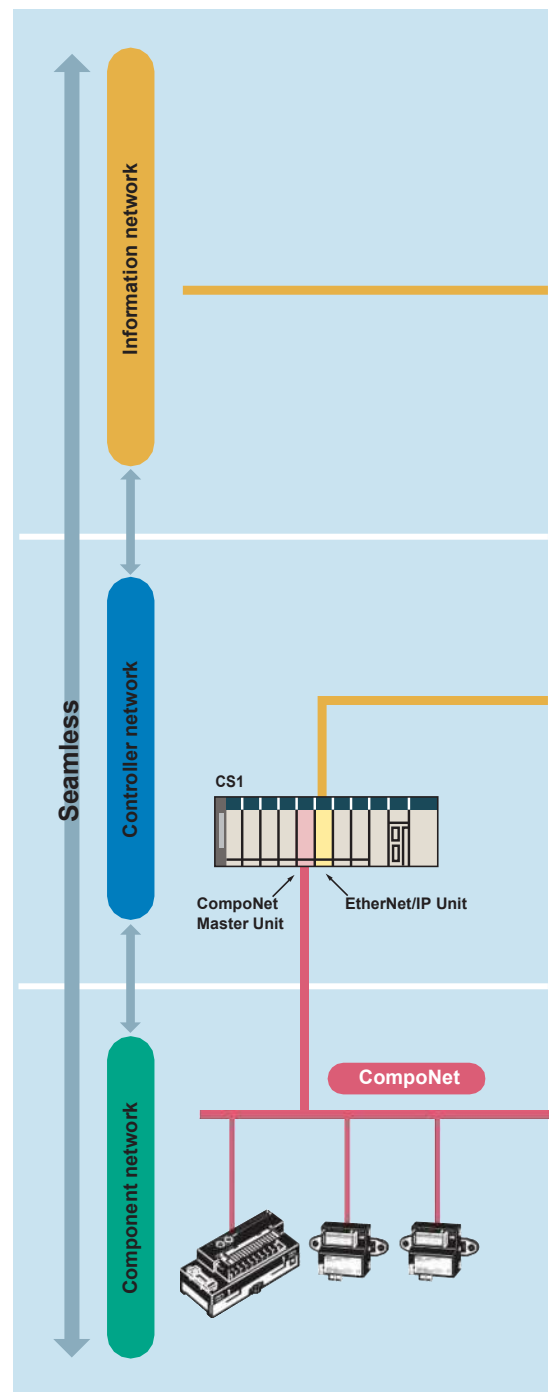 Seamless
Information network
Controller network
CS1
CompoNet
Master Unit
EtherNet/IP Unit
Component network
CompoNet